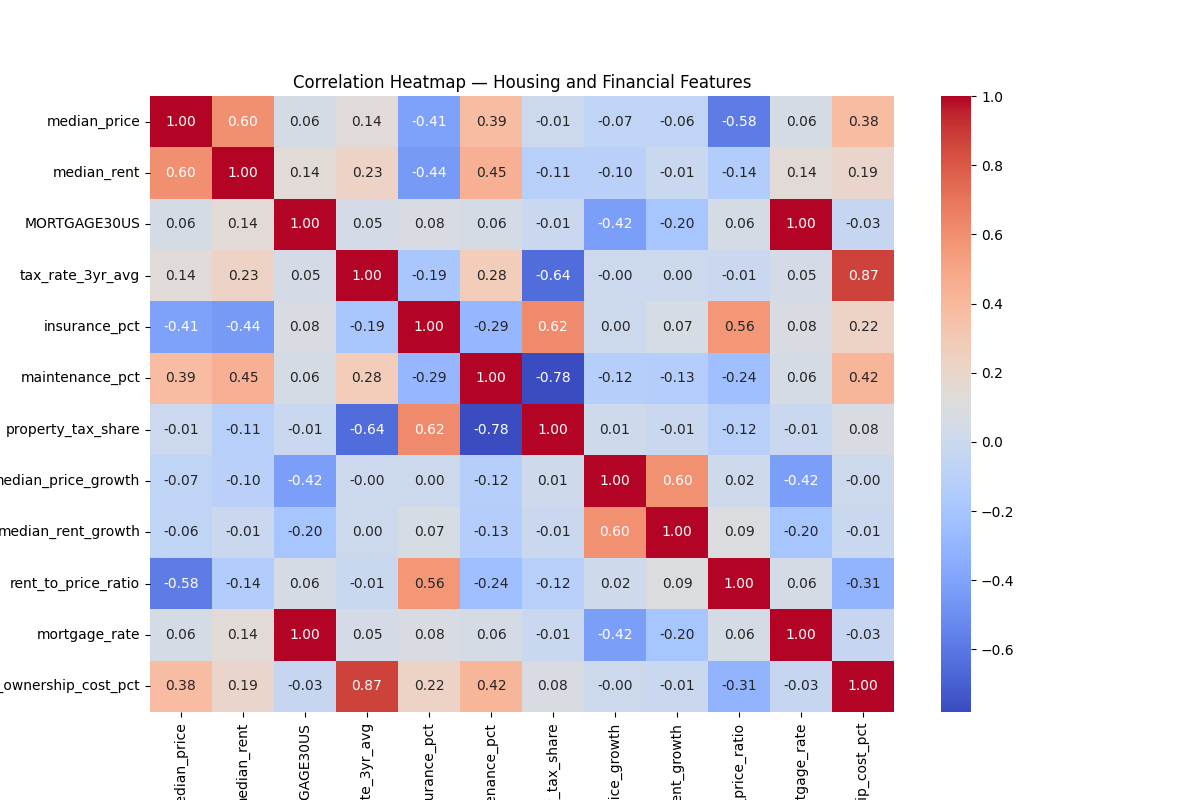 Correlation Heatmap — Housing and Financial Features
median_price 1.00 0.60 0.06 0.14 -0.41 0.39 -0.01 -0.07 -0.06 -0.58 0.06 0.38
median_rent 0.60 1.00 0.14 0.23 -0.44 0.45 -0.11 -0.10 -0.01 -0.14 0.14 0.19
MORTGAGE30US 0.06 0.14 1.00 0.05 0.08 0.06 -0.01 -0.42 -0.20 0.06 1.00 -0.03
tax_rate_3yr_avg 0.14 0.23 0.05 1.00 -0.19 0.28 -0.64 -0.00 0.00 -0.01 0.05 0.87
insurance_pct -0.41 -0.44 0.08 -0.19 1.00 -0.29 0.62 0.00 0.07 0.56 0.08 0.22
maintenance_pct 0.39 0.45 0.06 0.28 -0.29 1.00 -0.78 -0.12 -0.13 -0.24 0.06 0.42
property_tax_share -0.01 -0.11 -0.01 -0.64 0.62 -0.78 1.00 0.01 -0.01 -0.12 -0.01 0.08
edian_price_growth -0.07 -0.10 -0.42 -0.00 0.00 -0.12 0.01 1.00 0.60 0.02 -0.42 -0.00
median_rent_growth -0.06 -0.01 -0.20 0.00 0.07 -0.13 -0.01 0.60 1.00 0.09 -0.20 -0.01
rent_to_price_ratio -0.58 -0.14 0.06 -0.01 0.56 -0.24 -0.12 0.02 0.09 1.00 0.06 -0.31
mortgage_rate 0.06 0.14 1.00 0.05 0.08 0.06 -0.01 -0.42 -0.20 0.06 1.00 -0.03
_ownership_cost_pct 0.38 0.19 -0.03 0.87 0.22 0.42 0.08 -0.00 -0.01 -0.31 -0.03 1.00
edian_price
edian_rent
GAGE30US
te_3yr_avg
urance_pct
enance_pct
_tax_share
ice_growth
ent_growth
price_ratio
tgage_rate
ip_cost_pct
1.0
0.8
0.6
0.4
0.2
0.0
−0.2
−0.4
−0.6